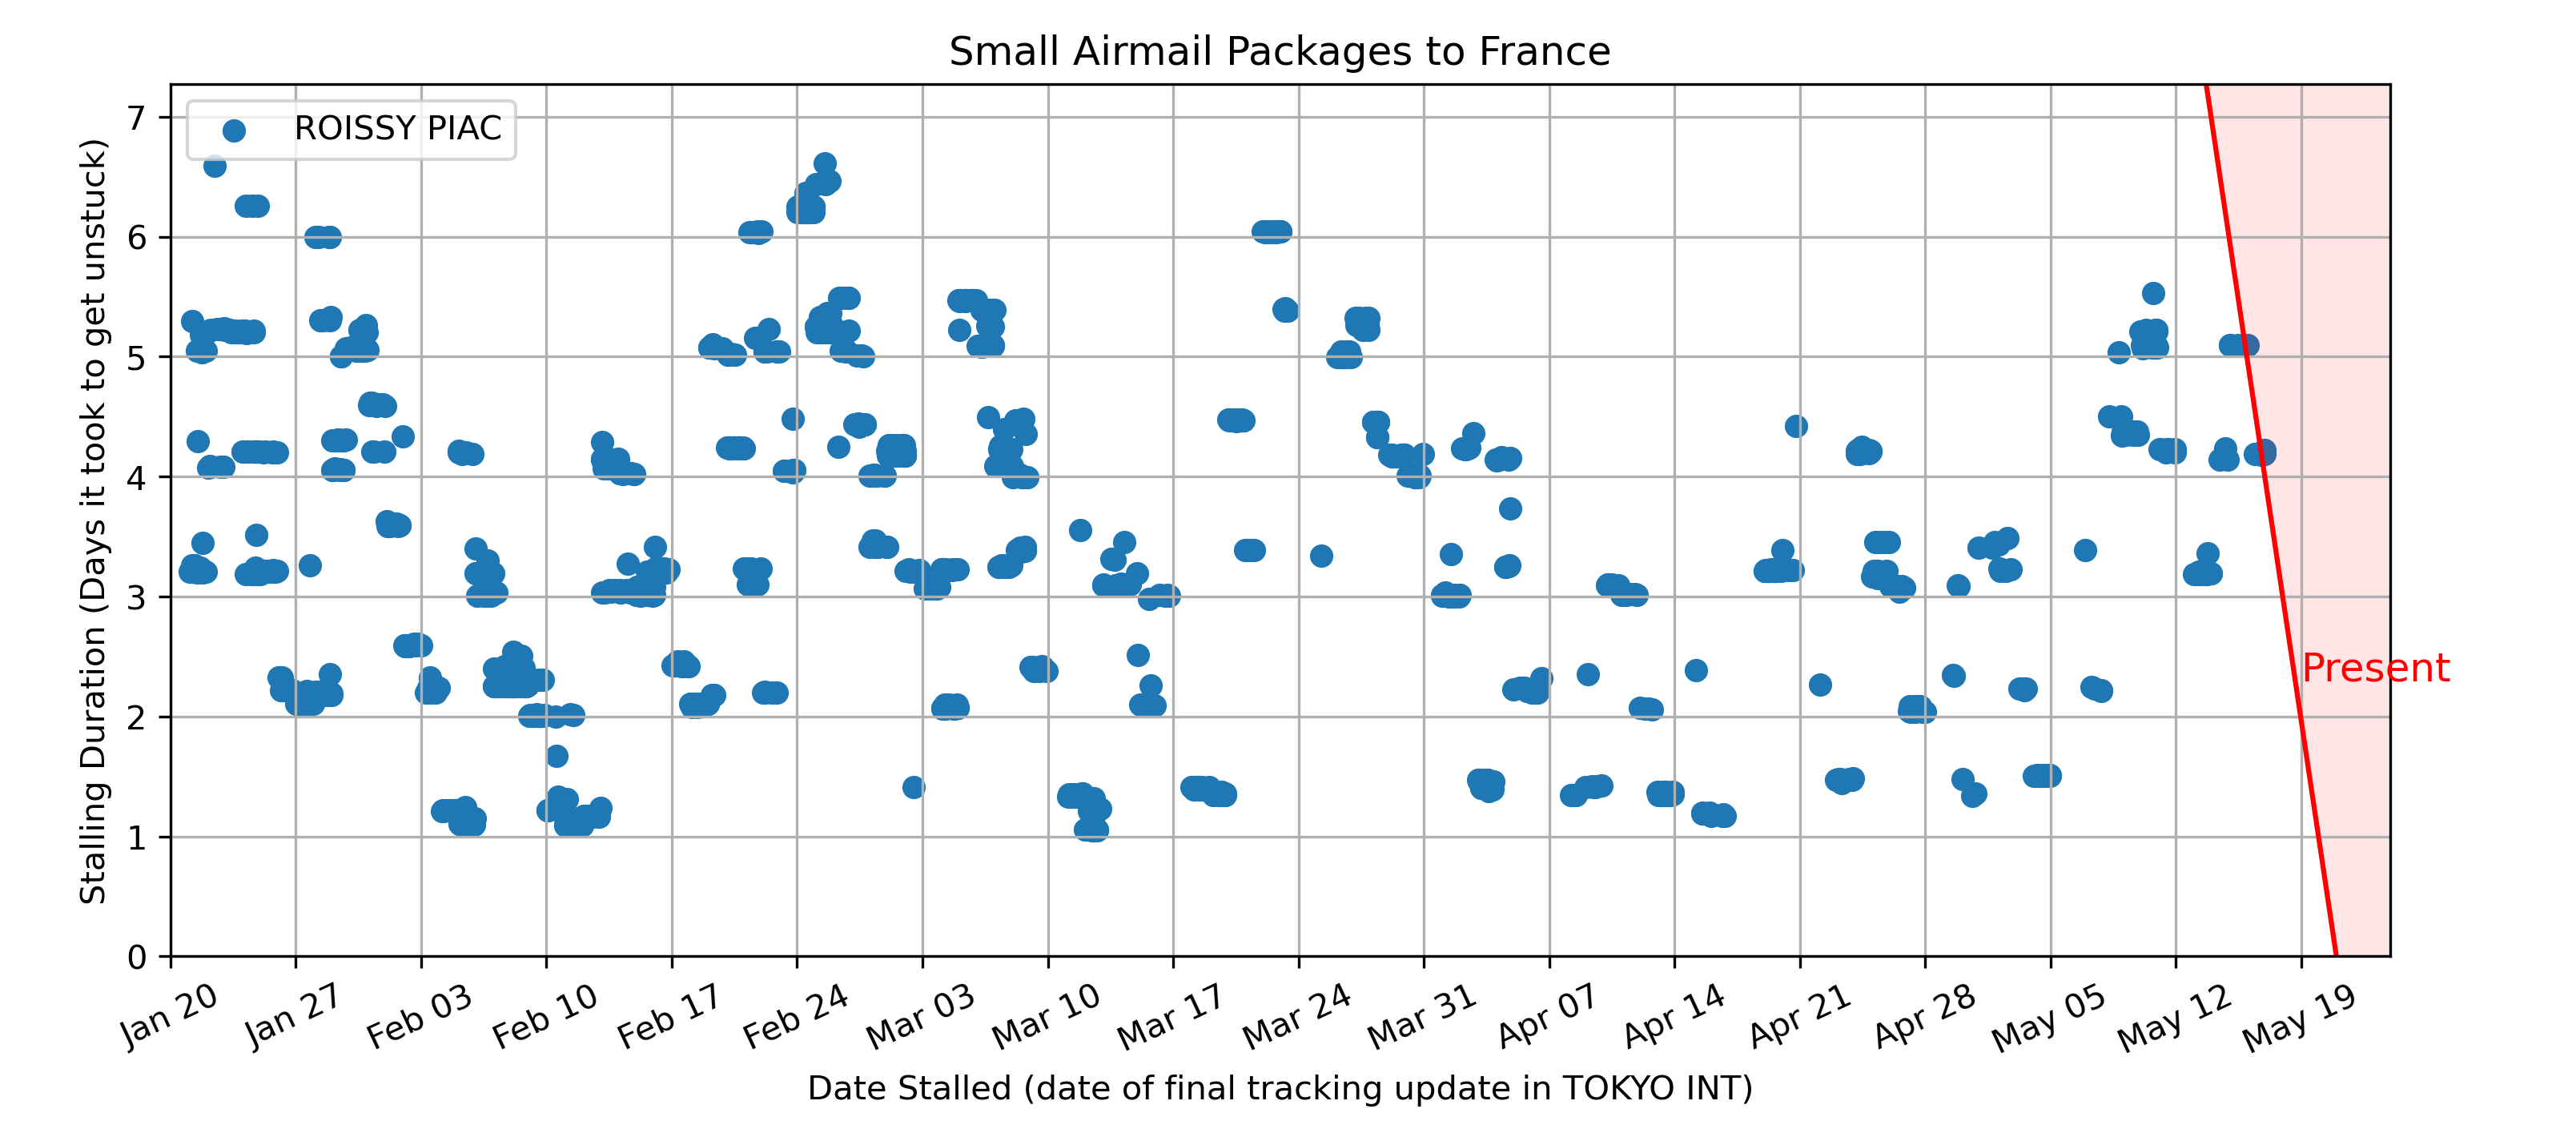 Small Airmail Packages to France
ROISSY PIAC
Stalling Duration (Days it took to get unstuck)
7
6
5
4
3
2
1
0
Present
Jan 20
Jan 27
Feb 03
Feb 10
Feb 17
Feb 24
Mar 03
Mar 10
Mar 17
Mar 24
Mar 31
Apr 07
Apr 14
Apr 21
Apr 28
May 05
May 12
May 19
Date Stalled (date of final tracking update in TOKYO INT)